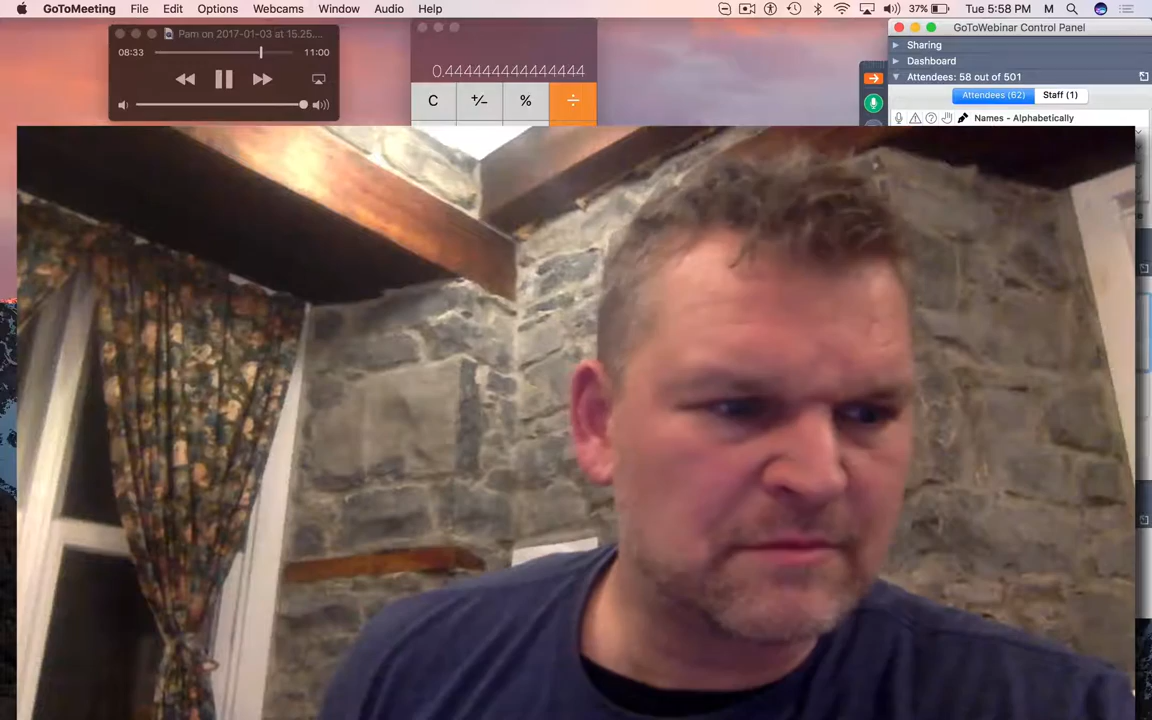 GoToMeeting File Edit Options Webcams Window Audio Help 37% Tue 5:58 PM M
Pam on 2017-01-03 at 15.25....
08:33 11:00
0.444444444444444
C +/- % ÷
GoToWebinar Control Panel
Sharing
Dashboard
Attendees: 58 out of 501
Attendees (62) Staff (1)
Names - Alphabetically